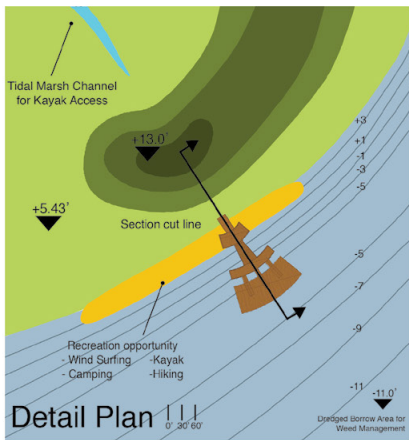 Tidal Marsh Channel
for Kayak Access
+13.0'
+3
+1
-1
-3
-5
+5.43'
Section cut line
-5
-7
-9
Recreation opportunity
- Wind Surfing -Kayak
- Camping -Hiking
-11
-11.0'
Detail Plan
0' 30' 60'
Dredged Borrow Area for
Weed Management